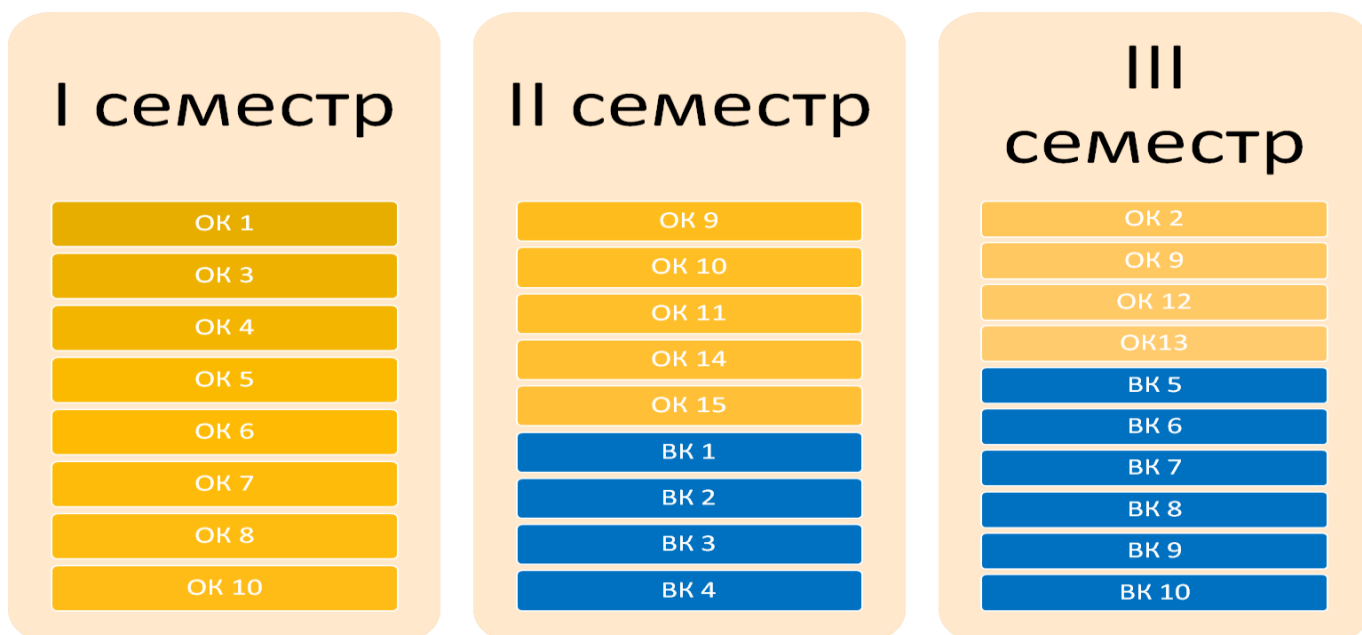 І семестр
ОК 1
ОК 3
ОК 4
ОК 5
ОК 6
ОК 7
ОК 8
ОК 10
ІІ семестр
ОК 9
ОК 10
ОК 11
ОК 14
ОК 15
ВК 1
ВК 2
ВК 3
ВК 4
ІІІ
семестр
ОК 2
ОК 9
ОК 12
ОК13
ВК 5
ВК 6
ВК 7
ВК 8
ВК 9
ВК 10